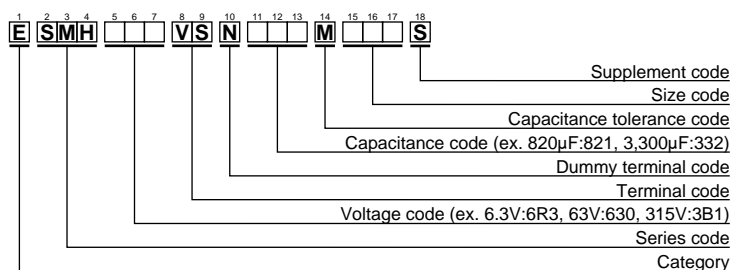 1 2 3 4 5 6 7 8 9 10 11 12 13 14 15 16 17 18
E SMH VS N M S
Supplement code
Size code
Capacitance tolerance code
Capacitance code (ex. 820μF:821, 3,300μF:332)
Dummy terminal code
Terminal code
Voltage code (ex. 6.3V:6R3, 63V:630, 315V:3B1)
Series code
Category